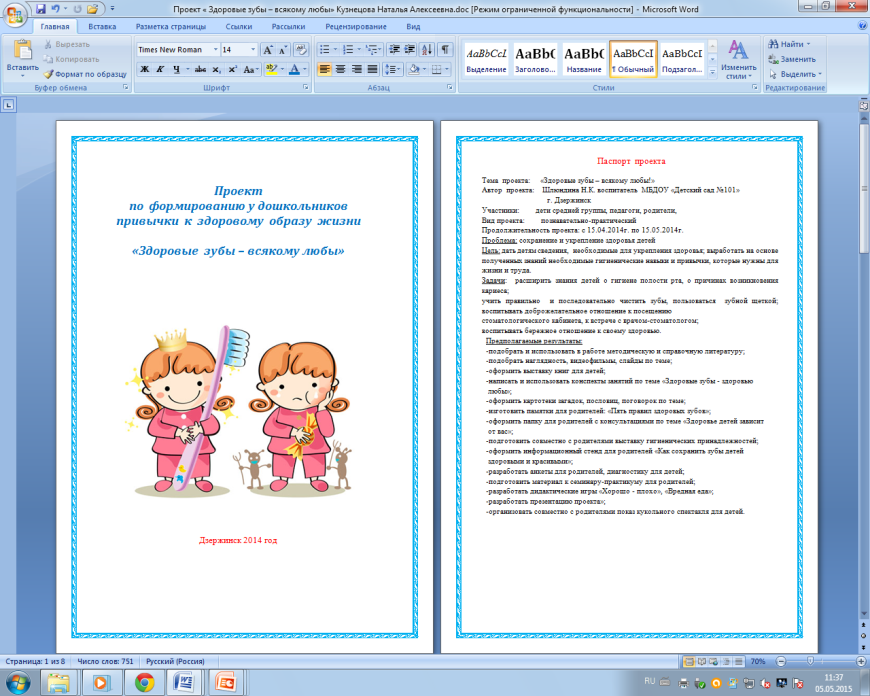 Проект « Здоровые зубы – всякому любы» Кузнецова Наталья Алексеевна.doc [Режим ограниченной функциональности] - Microsoft Word
Главная Вставка Разметка страницы Ссылки Рассылки Рецензирование Вид
Вставить
Вырезать
Копировать
Формат по образцу
Буфер обмена
Times New Roman 14
Ж К Ч abc x₂ x² Aa
Шрифт
Абзац
AaBbCcI AaBbC AaBbCc AaBbCcI AaBbCcI
Выделение Заголово... Название ¶ Обычный Подзагол...
Изменить стили
Стили
Найти
Заменить
Выделить
Редактирование
Проект
по формированию у дошкольников
привычки к здоровому образу жизни
«Здоровые зубы – всякому любы»
Дзержинск 2014 год
Паспорт проекта
Тема проекта: «Здоровые зубы – всякому любы!»
Автор проекта: Шлюндина Н.К. воспитатель МБДОУ «Детский сад №101»
г. Дзержинск
Участники: дети средней группы, педагоги, родители,
Вид проекта: познавательно-практический
Продолжительность проекта: с 15.04.2014г. по 15.05.2014г.
Проблема: сохранение и укрепление здоровья детей
Цель: дать детям сведения, необходимые для укрепления здоровья; выработать на основе
полученных знаний необходимые гигиенические навыки и привычки, которые нужны для
жизни и труда.
Задачи: расширить знания детей о гигиене полости рта, о причинах возникновения
кариеса;
учить правильно и последовательно чистить зубы, пользоваться зубной щеткой;
воспитывать доброжелательное отношение к посещению
стоматологического кабинета, к встрече с врачом-стоматологом;
воспитывать бережное отношение к своему здоровью.
Предполагаемые результаты:
-подобрать и использовать в работе методическую и справочную литературу;
-подобрать наглядность, видеофильмы, слайды по теме;
-оформить выставку книг для детей;
-написать и использовать конспекты занятий по теме «Здоровые зубы - здоровью
любы»;
-оформить картотеки загадок, пословиц, поговорок по теме;
-изготовить памятки для родителей: «Пять правил здоровых зубов»;
-оформить папку для родителей с консультациями по теме «Здоровье детей зависит
от вас»;
-подготовить совместно с родителями выставку гигиенических принадлежностей;
-оформить информационный стенд для родителей «Как сохранить зубы детей
здоровыми и красивыми»;
-разработать анкеты для родителей, диагностику для детей;
-подготовить материал к семинару-практикуму для родителей;
-разработать дидактические игры «Хорошо - плохо», «Вредная еда»;
-разработать презентацию проекта»;
-организовать совместно с родителями показ кукольного спектакля для детей.
Страница: 1 из 8 Число слов: 751 Русский (Россия) 70%
RU 11:37
05.05.2015